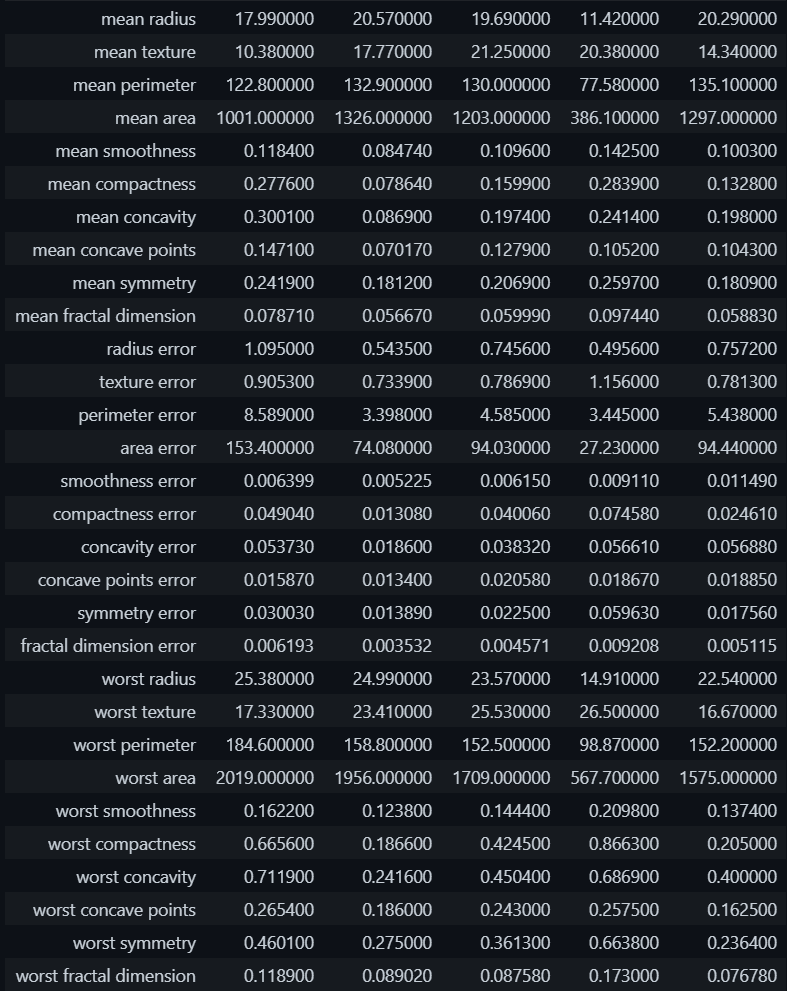 mean radius 17.990000 20.570000 19.690000 11.420000 20.290000
mean texture 10.380000 17.770000 21.250000 20.380000 14.340000
mean perimeter 122.800000 132.900000 130.000000 77.580000 135.100000
mean area 1001.000000 1326.000000 1203.000000 386.100000 1297.000000
mean smoothness 0.118400 0.084740 0.109600 0.142500 0.100300
mean compactness 0.277600 0.078640 0.159900 0.283900 0.132800
mean concavity 0.300100 0.086900 0.197400 0.241400 0.198000
mean concave points 0.147100 0.070170 0.127900 0.105200 0.104300
mean symmetry 0.241900 0.181200 0.206900 0.259700 0.180900
mean fractal dimension 0.078710 0.056670 0.059990 0.097440 0.058830
radius error 1.095000 0.543500 0.745600 0.495600 0.757200
texture error 0.905300 0.733900 0.786900 1.156000 0.781300
perimeter error 8.589000 3.398000 4.585000 3.445000 5.438000
area error 153.400000 74.080000 94.030000 27.230000 94.440000
smoothness error 0.006399 0.005225 0.006150 0.009110 0.011490
compactness error 0.049040 0.013080 0.040060 0.074580 0.024610
concavity error 0.053730 0.018600 0.038320 0.056610 0.056880
concave points error 0.015870 0.013400 0.020580 0.018670 0.018850
symmetry error 0.030030 0.013890 0.022500 0.059630 0.017560
fractal dimension error 0.006193 0.003532 0.004571 0.009208 0.005115
worst radius 25.380000 24.990000 23.570000 14.910000 22.540000
worst texture 17.330000 23.410000 25.530000 26.500000 16.670000
worst perimeter 184.600000 158.800000 152.500000 98.870000 152.200000
worst area 2019.000000 1956.000000 1709.000000 567.700000 1575.000000
worst smoothness 0.162200 0.123800 0.144400 0.209800 0.137400
worst compactness 0.665600 0.186600 0.424500 0.866300 0.205000
worst concavity 0.711900 0.241600 0.450400 0.686900 0.400000
worst concave points 0.265400 0.186000 0.243000 0.257500 0.162500
worst symmetry 0.460100 0.275000 0.361300 0.663800 0.236400
worst fractal dimension 0.118900 0.089020 0.087580 0.173000 0.076780